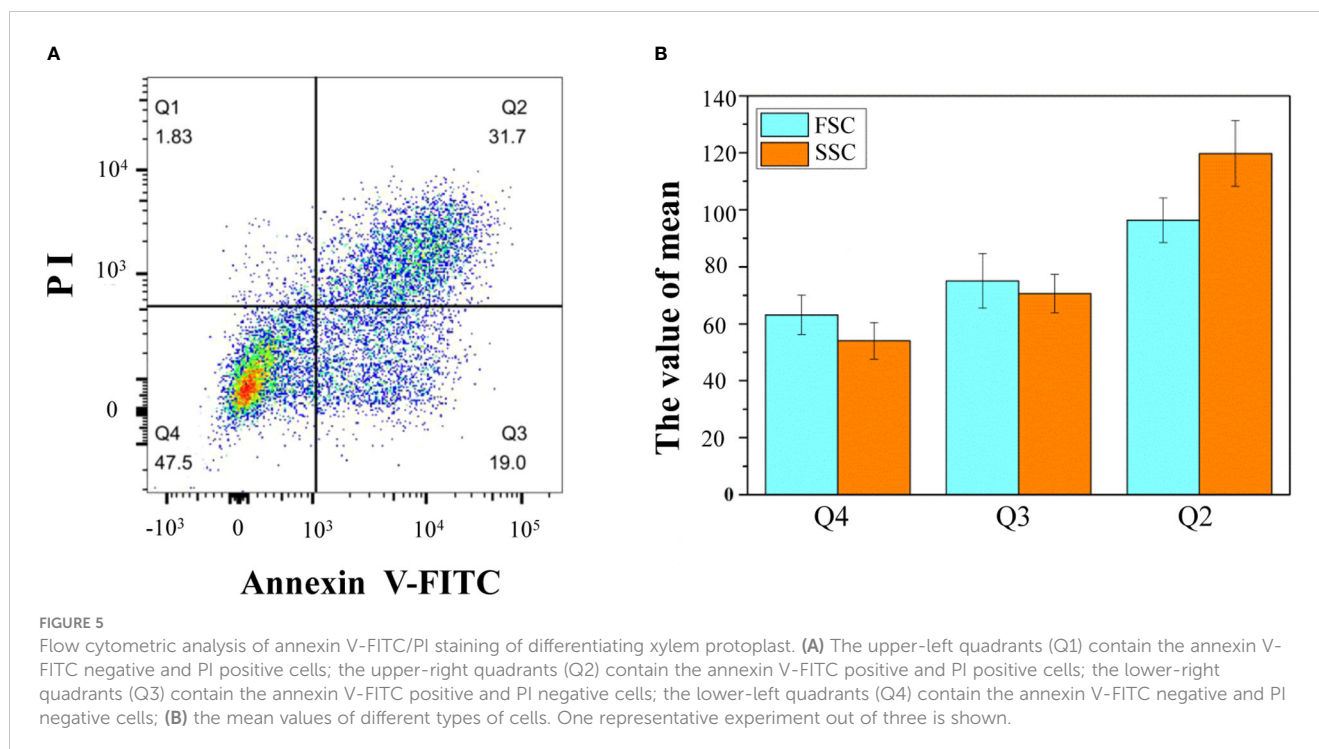 A
B
Q1
1.83
Q2
31.7
Q4
47.5
Q3
19.0
10⁴
10³
0
PI
-10³
0
10³
10⁴
10⁵
Annexin V-FITC
FSC
SSC
140
120
100
80
60
40
20
0
The value of mean
Q4
Q3
Q2
FIGURE 5
Flow cytometric analysis of annexin V-FITC/PI staining of differentiating xylem protoplast. (A) The upper-left quadrants (Q1) contain the annexin V-
FITC negative and PI positive cells; the upper-right quadrants (Q2) contain the annexin V-FITC positive and PI positive cells; the lower-right
quadrants (Q3) contain the annexin V-FITC positive and PI negative cells; the lower-left quadrants (Q4) contain the annexin V-FITC negative and PI
negative cells; (B) the mean values of different types of cells. One representative experiment out of three is shown.